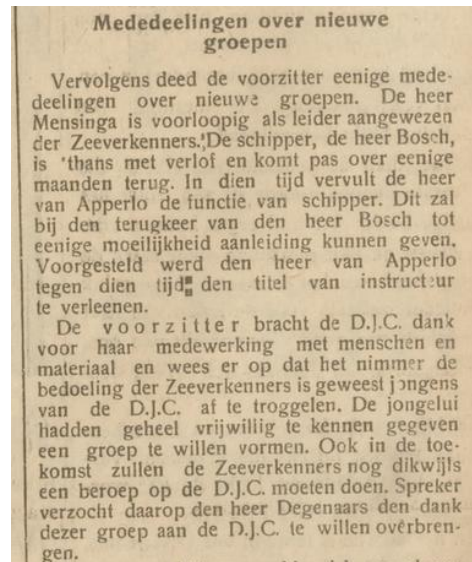 Mededeelingen over nieuwe
groepen
Vervolgens deed de voorzitter eenige mede-
deelingen over nieuwe groepen. De heer
Mensinga is voorloopig als leider aangewezen
der Zeeverkenners. De schipper, de heer Bosch,
is 'thans met verlof en komt pas over eenige
maanden terug. In dien tijd vervult de heer
van Apperlo de functie van schipper. Dit zal
bij den terugkeer van den heer Bosch tot
eenige moeilijkheid aanleiding kunnen geven.
Voorgesteld werd den heer van Apperlo
tegen dien tijd den titel van instructeur
te verleenen.
De voorzitter bracht de D.J.C. dank
voor haar medewerking met menschen en
materiaal en wees er op dat het nimmer de
bedoeling der Zeeverkenners is geweest jongens
van de D.J.C. af te troggelen. De jongelui
hadden geheel vrijwillig te kennen gegeven
een groep te willen vormen. Ook in de toe-
komst zullen de Zeeverkenners nog dikwijls
een beroep op de D.J.C. moeten doen. Spreker
verzocht daarop den heer Degenaars den dank
dezer groep aan de D.J.C. te willen overbren-
gen.